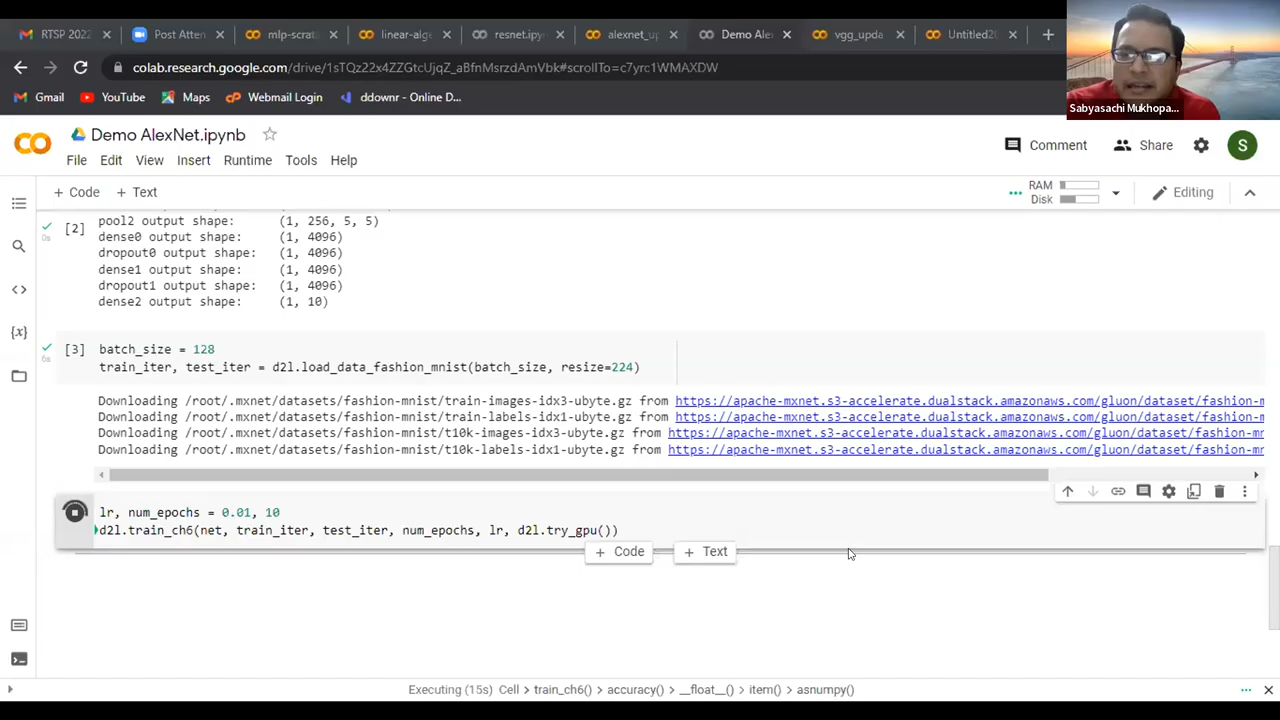 RTSP 2022
Post Atten
mlp-scrat
linear-alge
resnet.ipy
alexnet_u
Demo Ale
vgg_upda
Untitled2
colab.research.google.com/drive/1sTQz22x4ZZGtcUjqZ_aBfnMsrzdAmVbk#scrollTo=c7yrc1WMAXDW
Gmail
YouTube
Maps
Webmail Login
ddownr - Online D...
Sabyasachi Mukhopa...
Demo AlexNet.ipynb
Comment
Share
S
File Edit View Insert Runtime Tools Help
+ Code + Text
RAM
Disk
Editing
[2]
0s
pool2 output shape: (1, 256, 5, 5)
dense0 output shape: (1, 4096)
dropout0 output shape: (1, 4096)
dense1 output shape: (1, 4096)
dropout1 output shape: (1, 4096)
dense2 output shape: (1, 10)
[3]
6s
batch_size = 128
train_iter, test_iter = d2l.load_data_fashion_mnist(batch_size, resize=224)
Downloading /root/.mxnet/datasets/fashion-mnist/train-images-idx3-ubyte.gz from https://apache-mxnet.s3-accelerate.dualstack.amazonaws.com/gluon/dataset/fashion-m
Downloading /root/.mxnet/datasets/fashion-mnist/train-labels-idx1-ubyte.gz from https://apache-mxnet.s3-accelerate.dualstack.amazonaws.com/gluon/dataset/fashion-m
Downloading /root/.mxnet/datasets/fashion-mnist/t10k-images-idx3-ubyte.gz from https://apache-mxnet.s3-accelerate.dualstack.amazonaws.com/gluon/dataset/fashion-mn
Downloading /root/.mxnet/datasets/fashion-mnist/t10k-labels-idx1-ubyte.gz from https://apache-mxnet.s3-accelerate.dualstack.amazonaws.com/gluon/dataset/fashion-mn
lr, num_epochs = 0.01, 10
d2l.train_ch6(net, train_iter, test_iter, num_epochs, lr, d2l.try_gpu())
+ Code + Text
Executing (15s) Cell > train_ch6() > accuracy() > __float__() > item() > asnumpy()